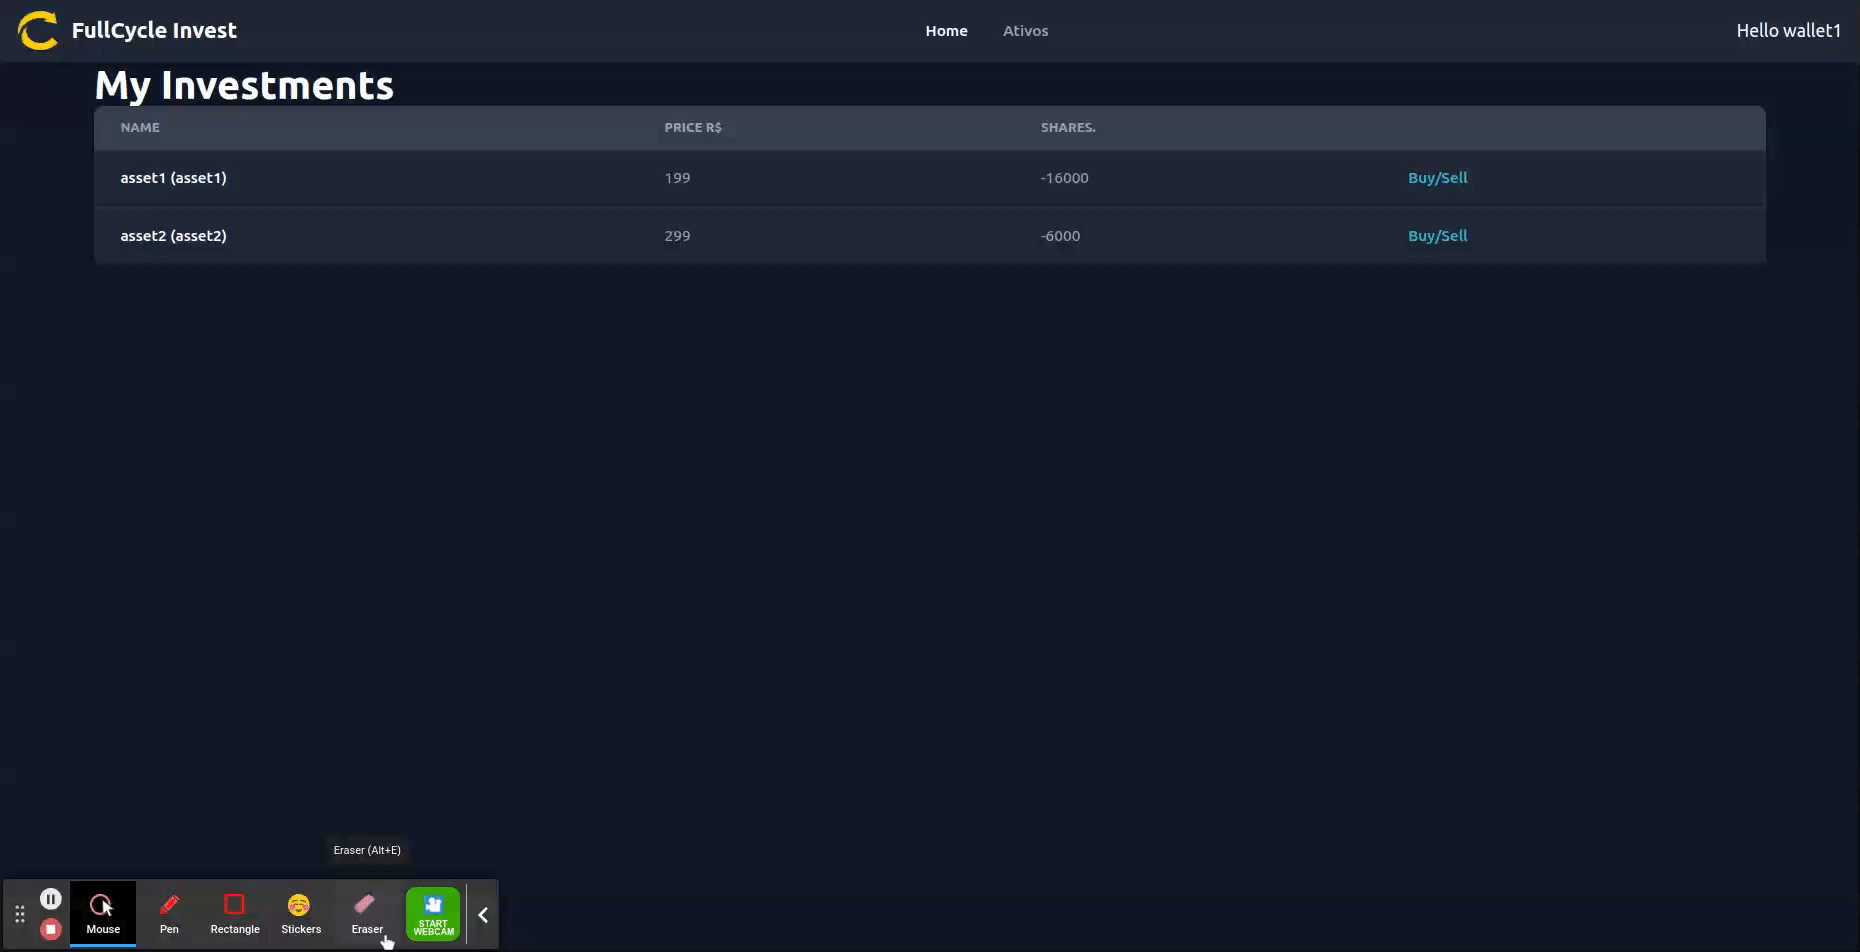 FullCycle Invest
Home
Ativos
Hello wallet1
My Investments
NAME PRICE R$ SHARES.
asset1 (asset1) 199 -16000 Buy/Sell
asset2 (asset2) 299 -6000 Buy/Sell
Eraser (Alt+E)
Mouse
Pen
Rectangle
Stickers
Eraser
START
WEBCAM